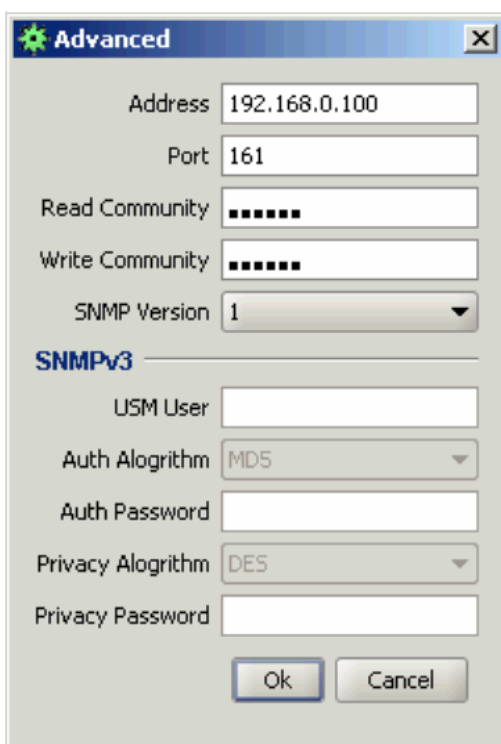 Advanced
Address 192.168.0.100
Port 161
Read Community ▪▪▪▪▪▪
Write Community ▪▪▪▪▪▪
SNMP Version 1
SNMPv3
USM User
Auth Alogrithm MD5
Auth Password
Privacy Alogrithm DES
Privacy Password
Ok Cancel